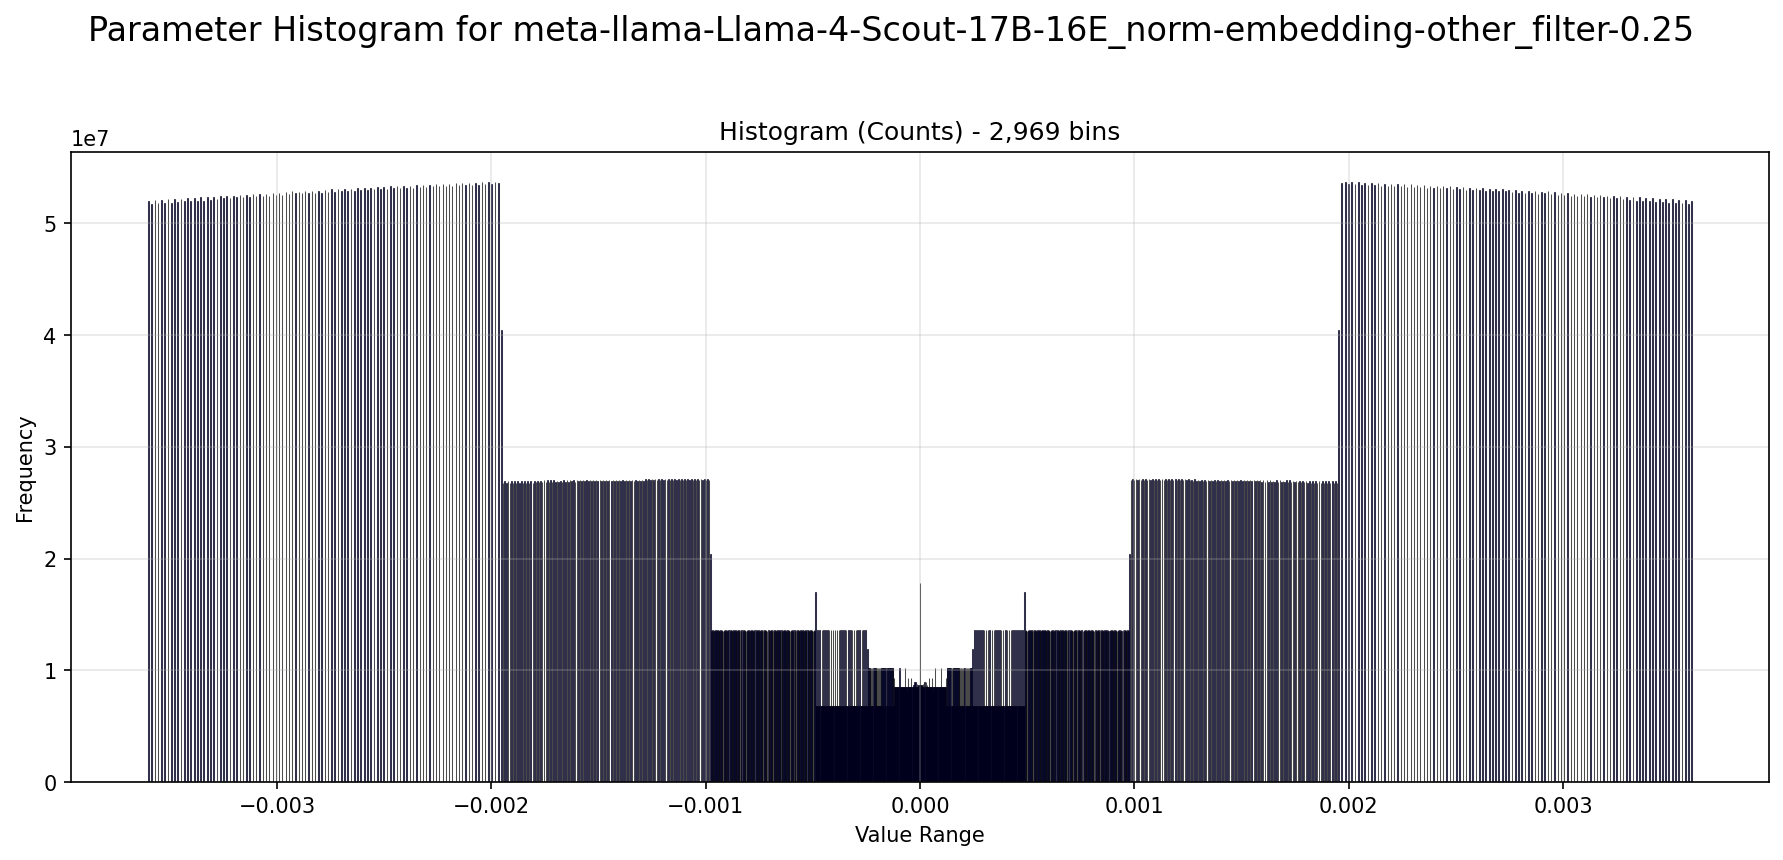 Parameter Histogram for meta-llama-Llama-4-Scout-17B-16E_norm-embedding-other_filter-0.25
Histogram (Counts) - 2,969 bins
1e7
5
4
3
2
1
0
Frequency
−0.003
−0.002
−0.001
0.000
0.001
0.002
0.003
Value Range